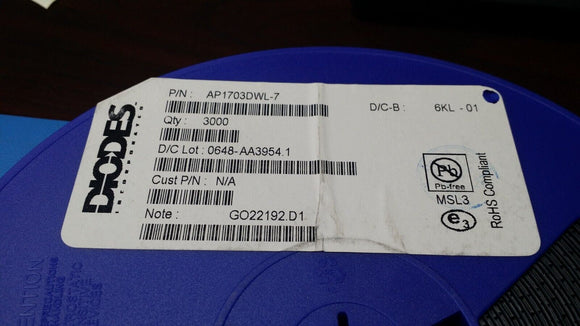 DIODES
INCORPORATED
P/N : AP1703DWL-7
D/C-B : 6KL - 01
Qty : 3000
D/C Lot : 0648-AA3954.1
Cust P/N : N/A
Note : GO22192.D1
Pb
Pb-free
MSL3
e3
RoHS Compliant